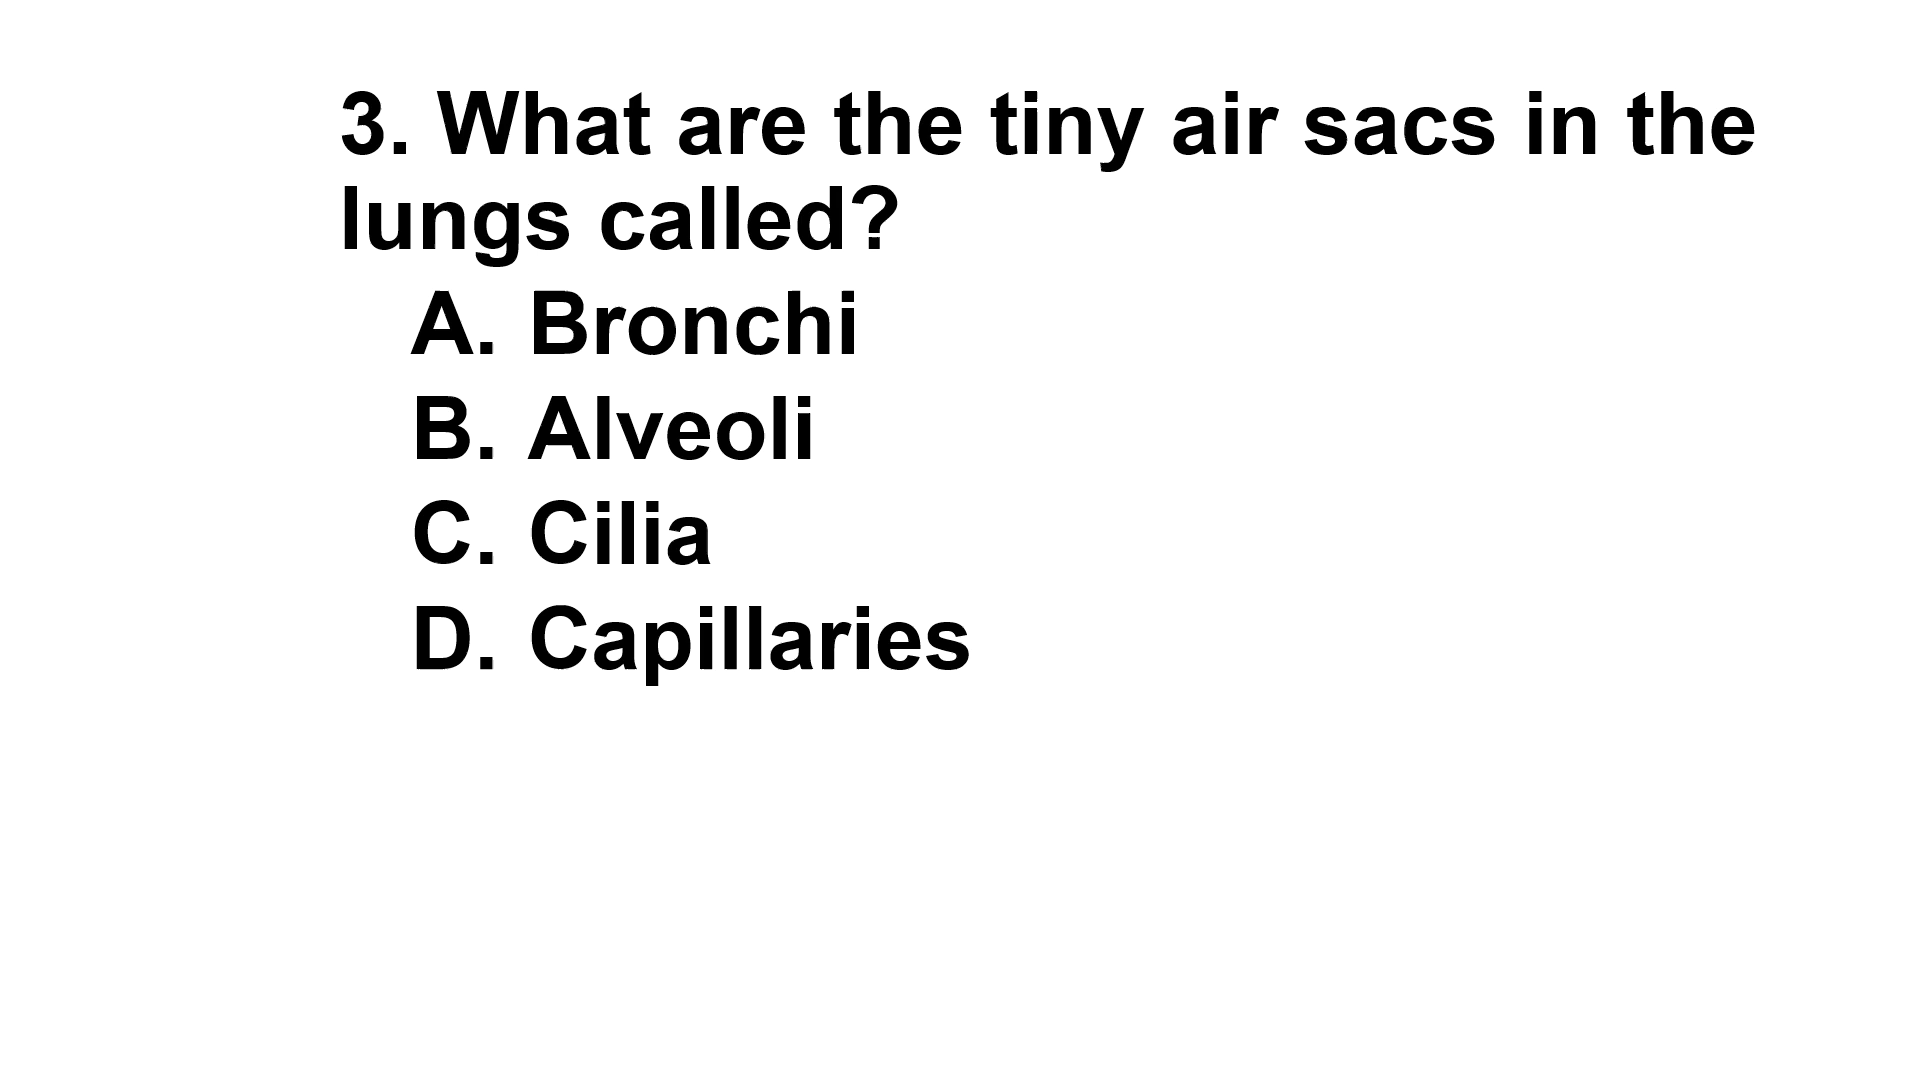 3. What are the tiny air sacs in the
lungs called?
A. Bronchi
B. Alveoli
C. Cilia
D. Capillaries